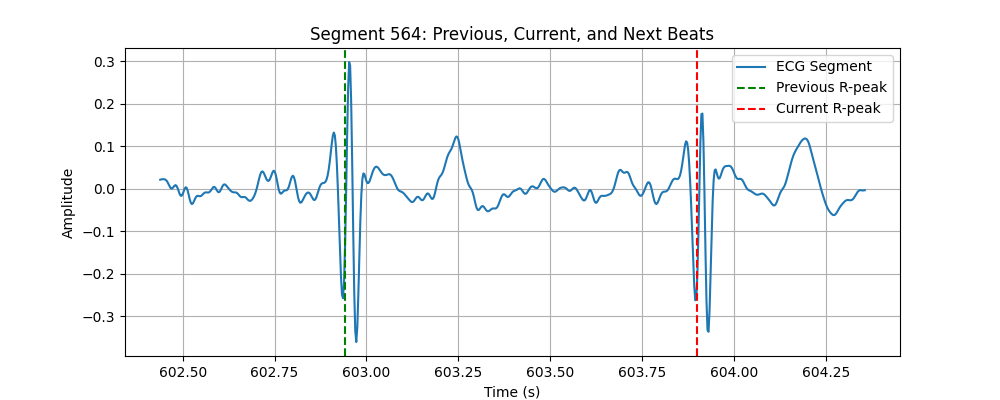 Segment 564: Previous, Current, and Next Beats
ECG Segment
Previous R-peak
Current R-peak
Amplitude
0.3
0.2
0.1
0.0
−0.1
−0.2
−0.3
602.50 602.75 603.00 603.25 603.50 603.75 604.00 604.25
Time (s)